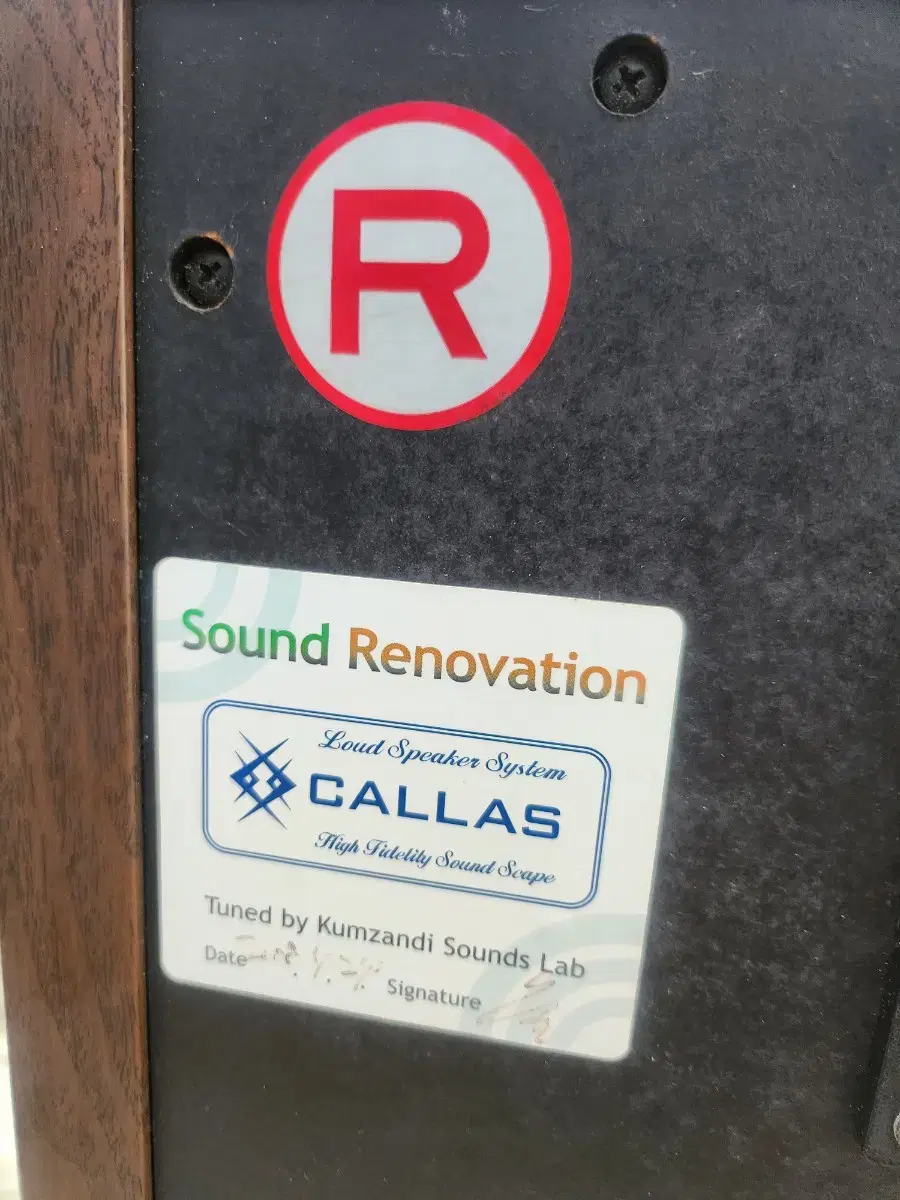 R
Sound Renovation
Loud Speaker System
CALLAS
High Fidelity Sound Scape
Tuned by Kumzandi Sounds Lab
Date Signature